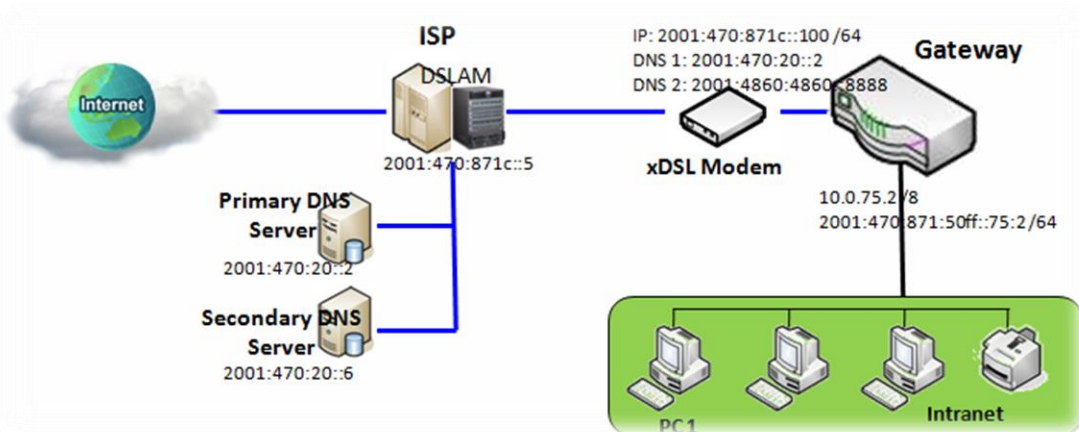 Internet
ISP
DSLAM
2001:470:871c::5
Primary DNS
Server
2001:470:20::2
Secondary DNS
Server
2001:470:20::6
IP: 2001:470:871c::100 /64
DNS 1: 2001:470:20::2
DNS 2: 2001:4860:4860::8888
xDSL Modem
Gateway
10.0.75.2/8
2001:470:871:50ff::75:2/64
PC1
Intranet